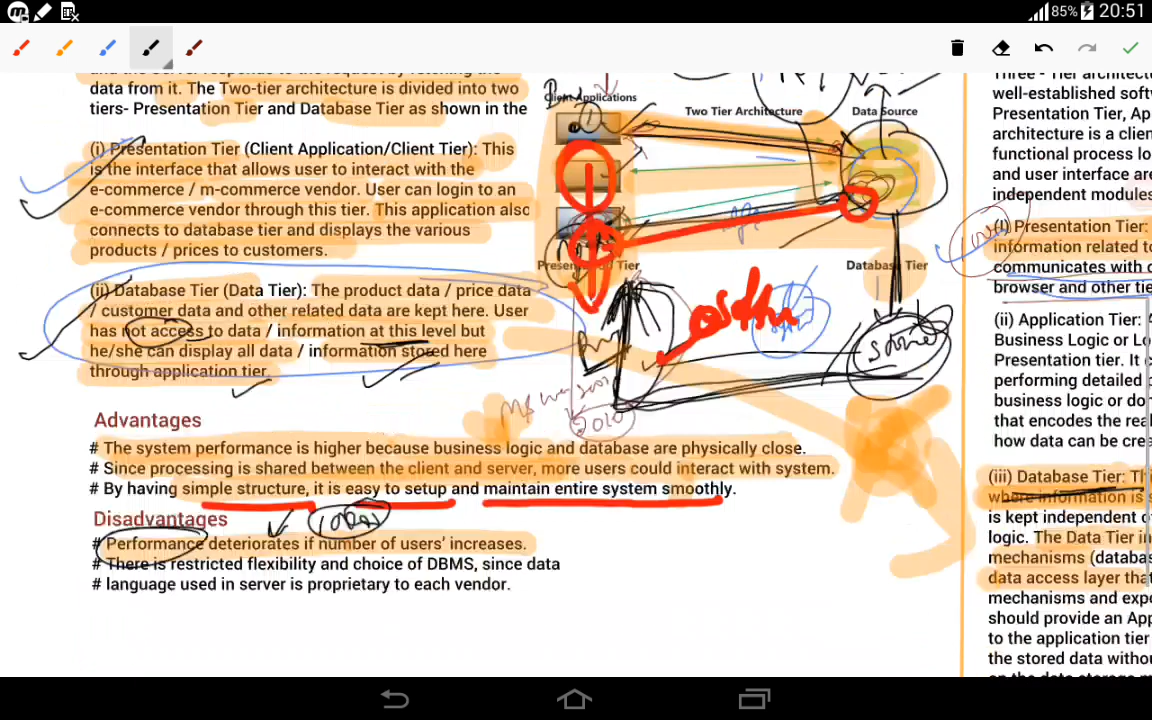 85% 20:51
data from it. The Two-tier architecture is divided into two
tiers- Presentation Tier and Database Tier as shown in the
(i) Presentation Tier (Client Application/Client Tier): This
is the interface that allows user to interact with the
e-commerce / m-commerce vendor. User can login to an
e-commerce vendor through this tier. This application also
connects to database tier and displays the various
products / prices to customers.
(ii) Database Tier (Data Tier): The product data / price data
/ customer data and other related data are kept here. User
has not access to data / information at this level but
he/she can display all data / information stored here
through application tier.
Advantages
# The system performance is higher because business logic and database are physically close.
# Since processing is shared between the client and server, more users could interact with system.
# By having simple structure, it is easy to setup and maintain entire system smoothly.
Disadvantages
# Performance deteriorates if number of users' increases.
# There is restricted flexibility and choice of DBMS, since data
# language used in server is proprietary to each vendor.
Client Applications
Two Tier Architecture
Data Source
Presentation Tier
Database Tier
Three - Tier architect
well-established soft
Presentation Tier, Ap
architecture is a clien
functional process lo
and user interface are
independent modules
(i) Presentation Tier:
information related to
communicates with o
browser and other tie
(ii) Application Tier:
Business Logic or Lo
Presentation tier. It
performing detailed
business logic or do
that encodes the rea
how data can be crea
(iii) Database Tier: Th
where information is s
is kept independent o
logic. The Data Tier in
mechanisms (databas
data access layer that
mechanisms and expo
should provide an App
to the application tier
the stored data withou